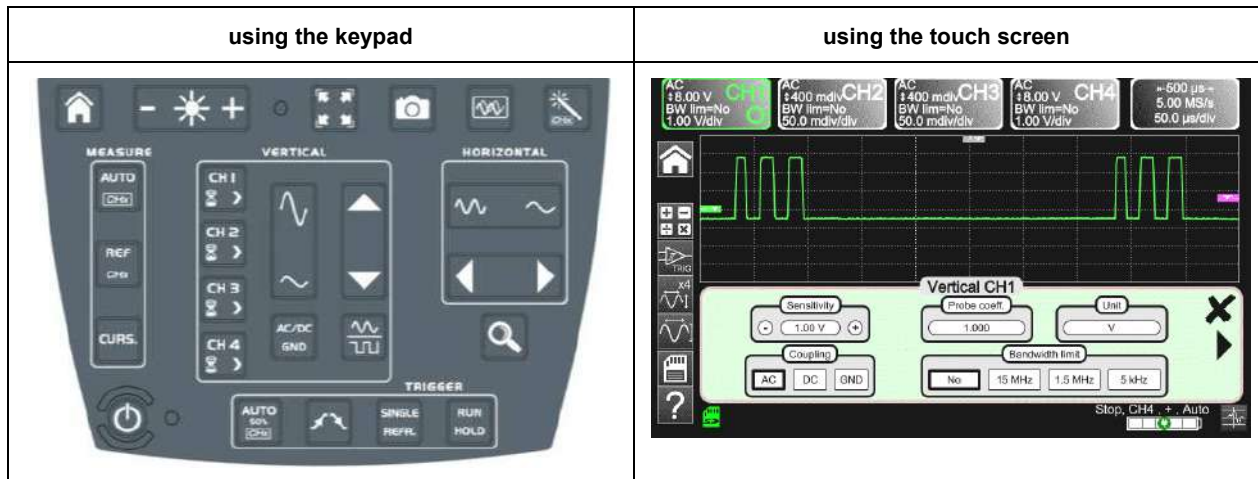 using the keypad
using the touch screen
MEASURE
VERTICAL
HORIZONTAL
AUTO
CHx
REF
CHx
CURS.
CH 1
CH 2
CH 3
CH 4
AC/DC
GND
CHx
TRIGGER
AUTO
50%
CHx
SINGLE
REFR.
RUN
HOLD
AC
8.00 V
BW lim=No
1.00 V/div
CH1
AC
400 mdiv
BW lim=No
50.0 mdiv/div
CH2
AC
400 mdiv
BW lim=No
50.0 mdiv/div
CH3
AC
8.00 V
BW lim=No
1.00 V/div
CH4
500 µs
5.00 MS/s
50.0 µs/div
TRIG
x4
Vertical CH1
Sensitivity
- 1.00 V +
Probe coeff.
1.000
Unit
V
Coupling
AC DC GND
Bandwidth limit
No 15 MHz 1.5 MHz 5 kHz
?
Stop, CH4 , + , Auto